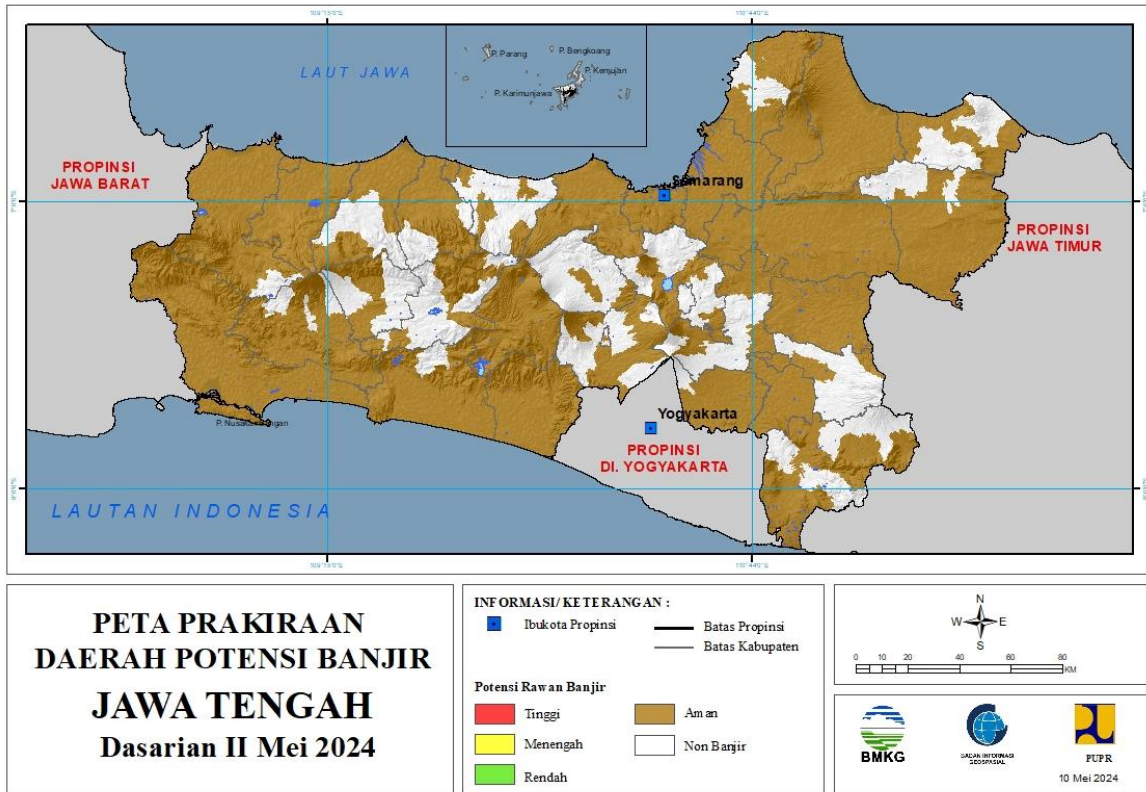 P. Parang
P. Bengkoang
P. Kemujan
P. Karimunjawa
LAUT JAWA
PROPINSI
JAWA BARAT
Semarang
PROPINSI
JAWA TIMUR
Yogyakarta
PROPINSI
DI. YOGYAKARTA
LAUTAN INDONESIA
PETA PRAKIRAAN
DAERAH POTENSI BANJIR
JAWA TENGAH
Dasarian II Mei 2024
INFORMASI/ KETERANGAN :
Ibukota Propinsi
Batas Propinsi
Batas Kabupaten
Potensi Rawan Banjir
Tinggi
Aman
Menengah
Non Banjir
Rendah
N
W
E
S
0 10 20 40 60 80
KM
BMKG
BADAN INFORMASI
GEOSPASIAL
PUPR
10 Mei 2024